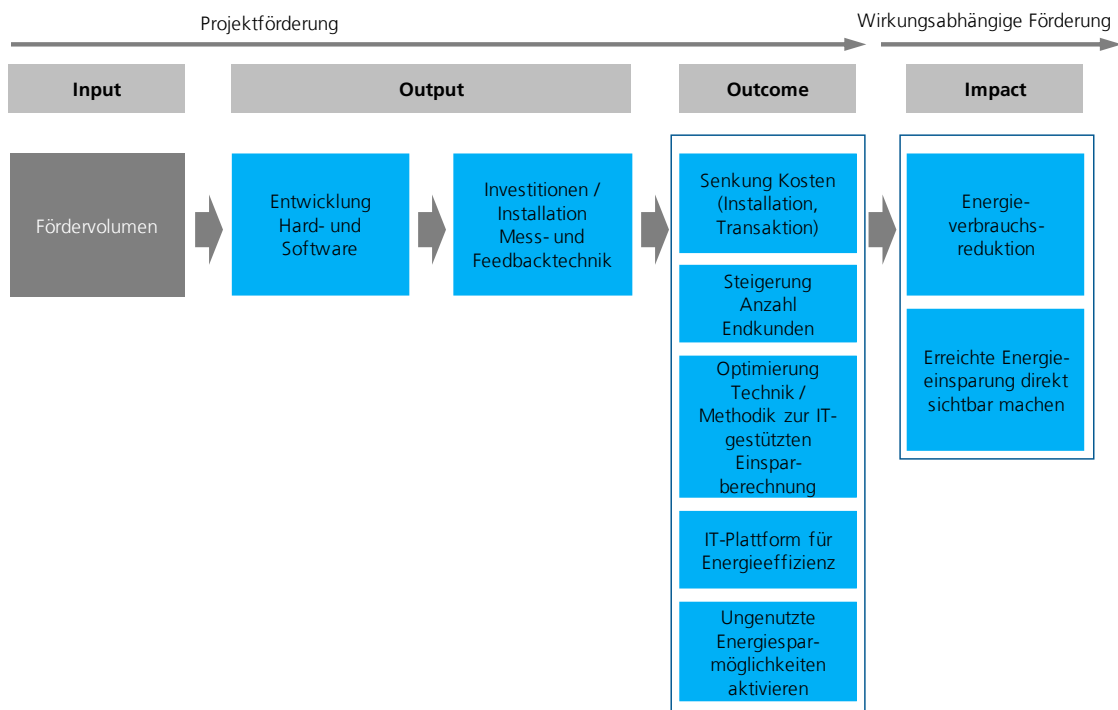 Projektförderung
Wirkungsabhängige Förderung
Input
Output
Outcome
Impact
Fördervolumen
Entwicklung
Hard- und
Software
Investitionen /
Installation
Mess- und
Feedbacktechnik
Senkung Kosten
(Installation,
Transaktion)
Steigerung
Anzahl
Endkunden
Optimierung
Technik /
Methodik zur IT-
gestützten
Einspar-
berechnung
IT-Plattform für
Energieeffizienz
Ungenutzte
Energiespar-
möglichkeiten
aktivieren
Energie-
verbrauchs-
reduktion
Erreichte Energie-
einsparung direkt
sichtbar machen